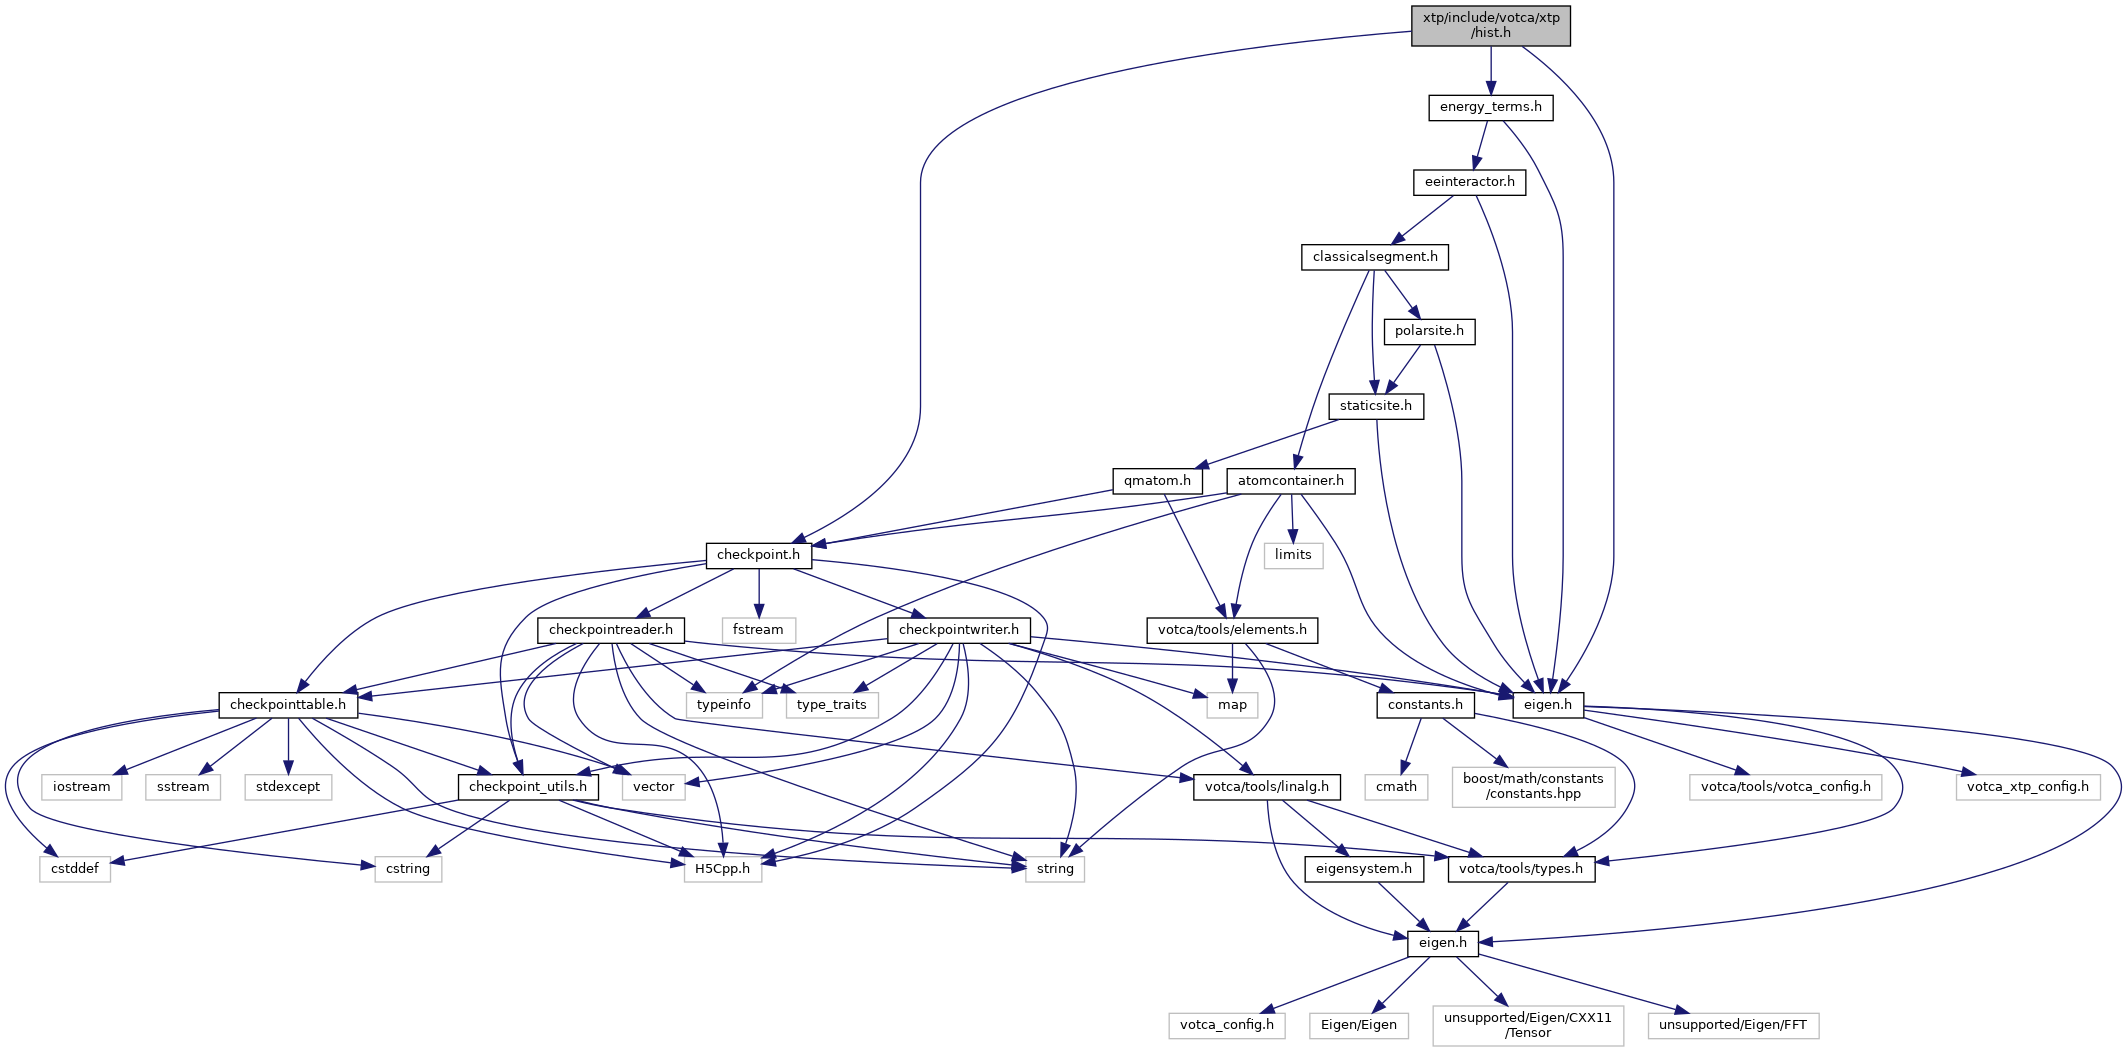 xtp/include/votca/xtp
/hist.h
energy_terms.h
eeinteractor.h
classicalsegment.h
polarsite.h
staticsite.h
qmatom.h
atomcontainer.h
checkpoint.h
limits
checkpointreader.h
fstream
checkpointwriter.h
votca/tools/elements.h
checkpointtable.h
typeinfo
type_traits
map
constants.h
eigen.h
iostream
sstream
stdexcept
checkpoint_utils.h
vector
votca/tools/linalg.h
cmath
boost/math/constants
/constants.hpp
votca/tools/votca_config.h
votca_xtp_config.h
cstddef
cstring
H5Cpp.h
string
eigensystem.h
votca/tools/types.h
eigen.h
votca_config.h
Eigen/Eigen
unsupported/Eigen/CXX11
/Tensor
unsupported/Eigen/FFT